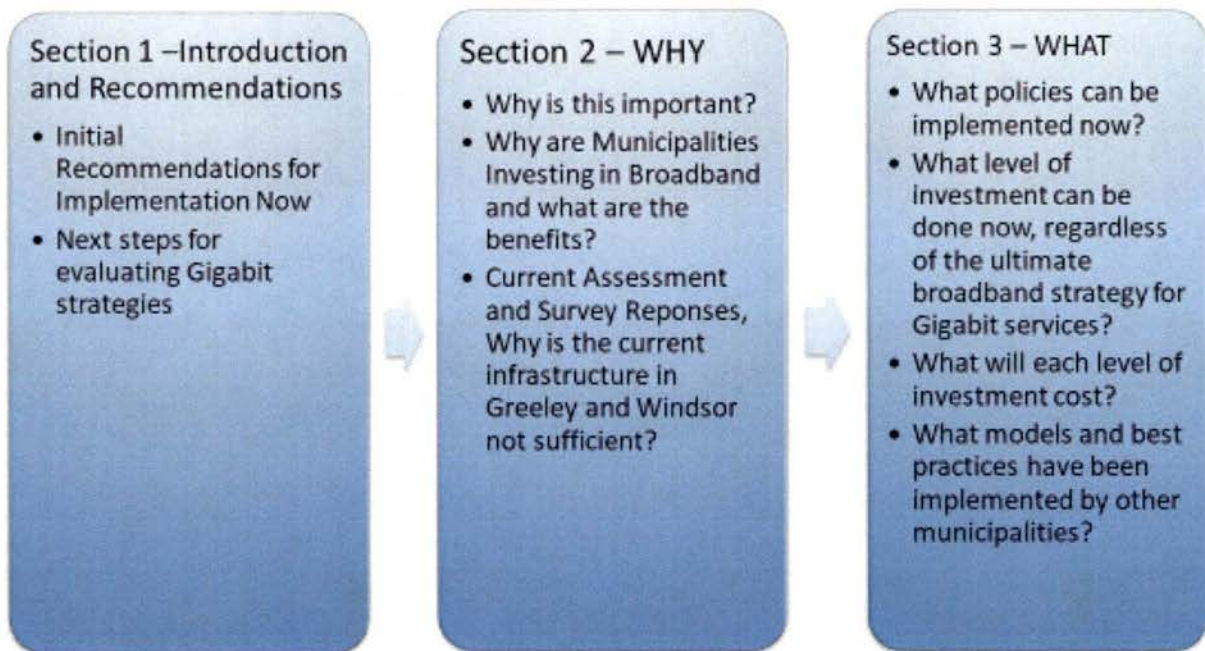 Section 1 –Introduction
and Recommendations
• Initial
Recommendations for
Implementation Now
• Next steps for
evaluating Gigabit
strategies
Section 2 – WHY
• Why is this important?
• Why are Municipalities
Investing in Broadband
and what are the
benefits?
• Current Assessment
and Survey Reponses,
Why is the current
infrastructure in
Greeley and Windsor
not sufficient?
Section 3 – WHAT
• What policies can be
implemented now?
• What level of
investment can be
done now, regardless
of the ultimate
broadband strategy for
Gigabit services?
• What will each level of
investment cost?
• What models and best
practices have been
implemented by other
municipalities?